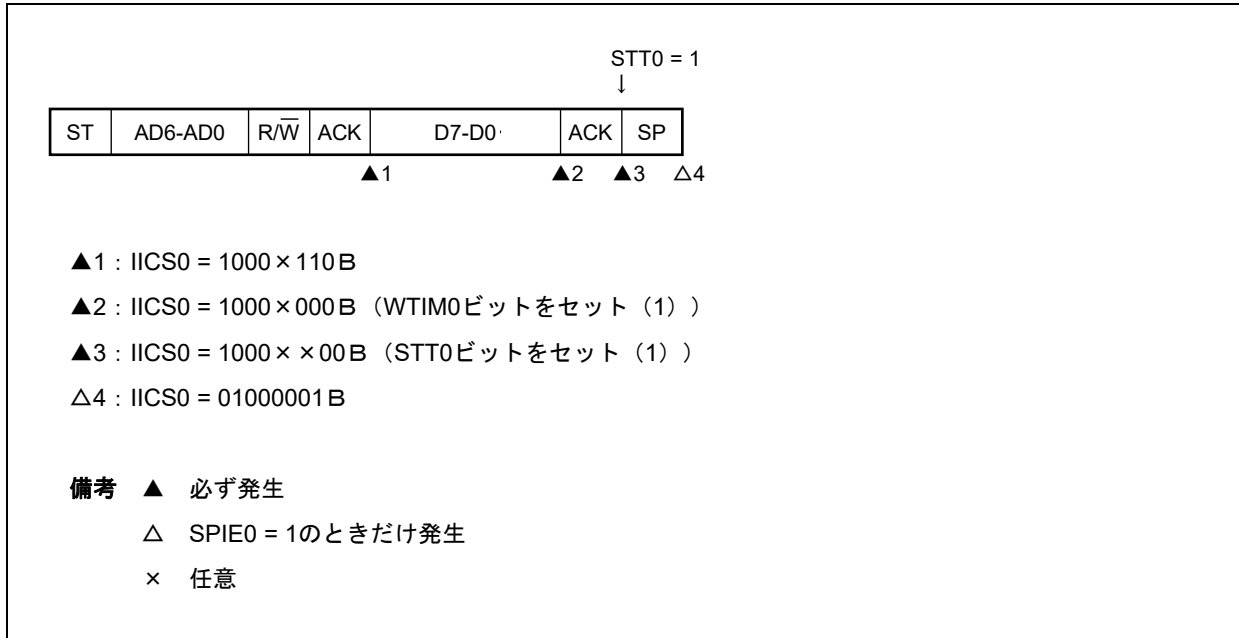 STT0 = 1
↓
ST AD6-AD0 R/W̅ ACK D7-D0 ACK SP
▲1 ▲2 ▲3 △4
▲1：IICS0 = 1000×110B
▲2：IICS0 = 1000×000B（WTIM0ビットをセット（1））
▲3：IICS0 = 1000××00B（STT0ビットをセット（1））
△4：IICS0 = 01000001B
備考 ▲ 必ず発生
△ SPIE0 = 1のときだけ発生
× 任意